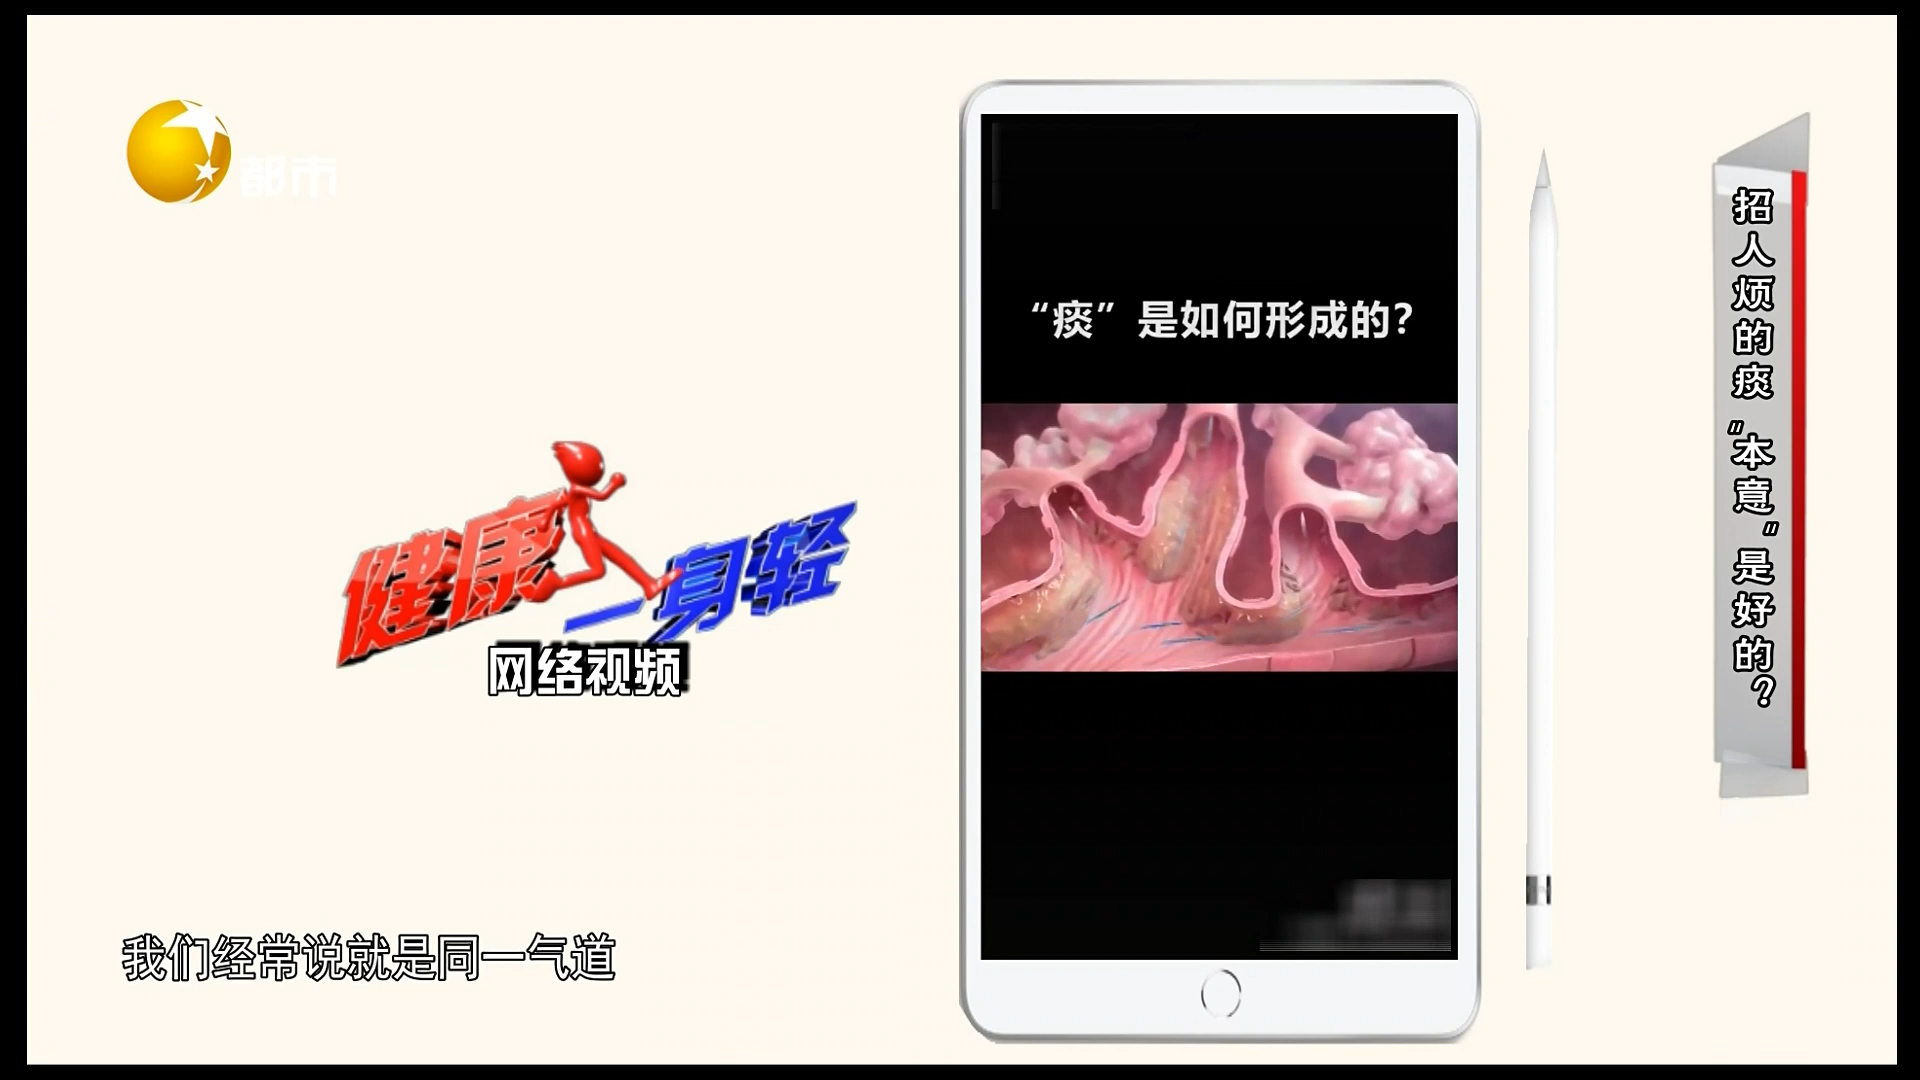 都市
“痰”是如何形成的？
招人烦的痰“本意”是好的？
健康一身轻
网络视频
我们经常说就是同一气道